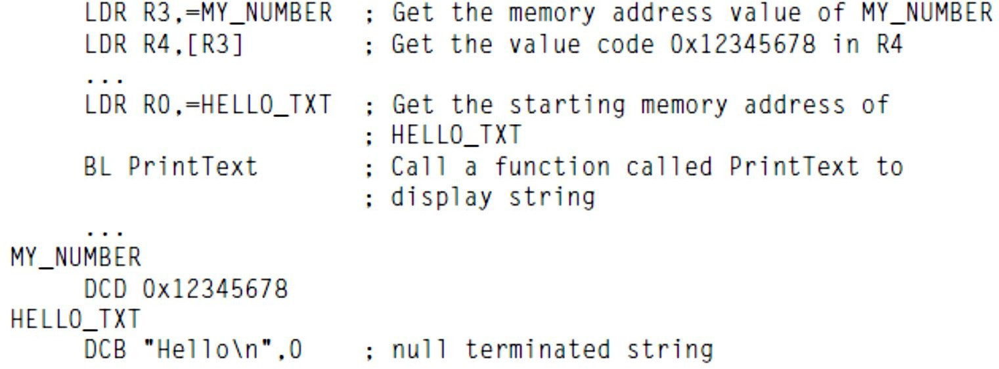 LDR R3,=MY_NUMBER ; Get the memory address value of MY_NUMBER
LDR R4,[R3] ; Get the value code 0x12345678 in R4
...
LDR R0,=HELLO_TXT ; Get the starting memory address of
; HELLO_TXT
BL PrintText ; Call a function called PrintText to
; display string
...
MY_NUMBER
DCD 0x12345678
HELLO_TXT
DCB "Hello\n",0 ; null terminated string